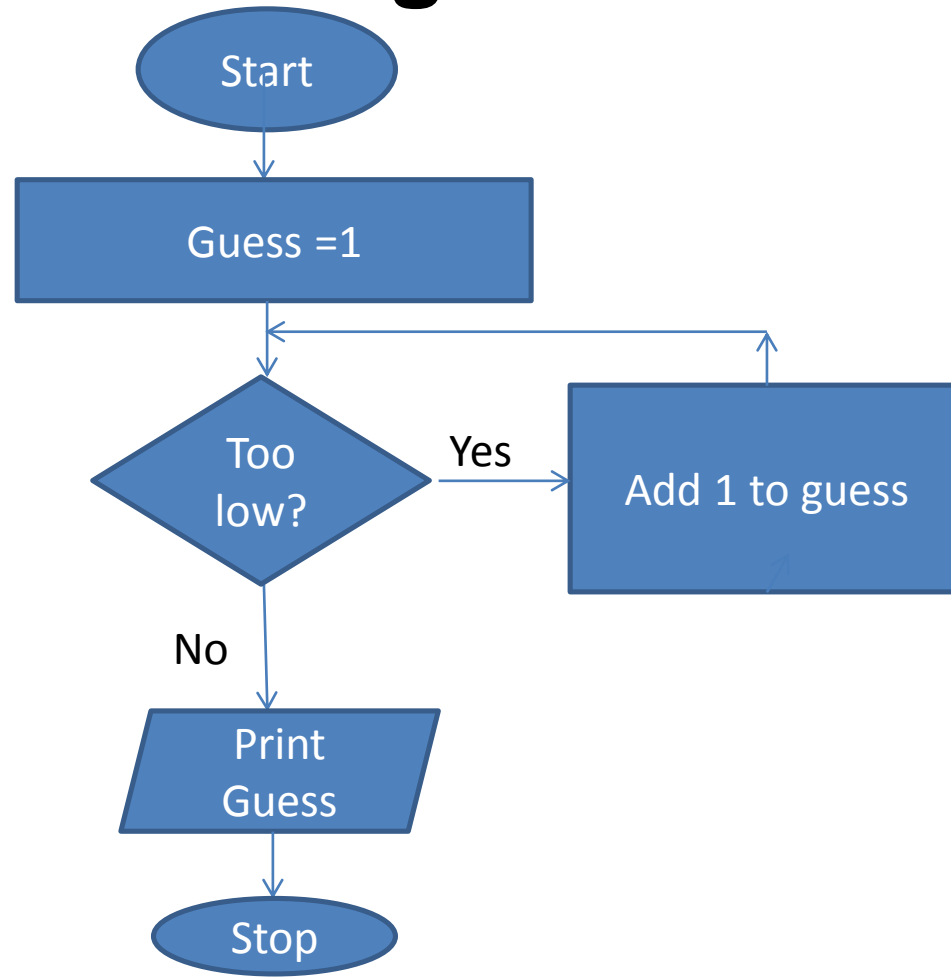 Start
Guess =1
Too
low?
Yes
Add 1 to guess
No
Print
Guess
Stop